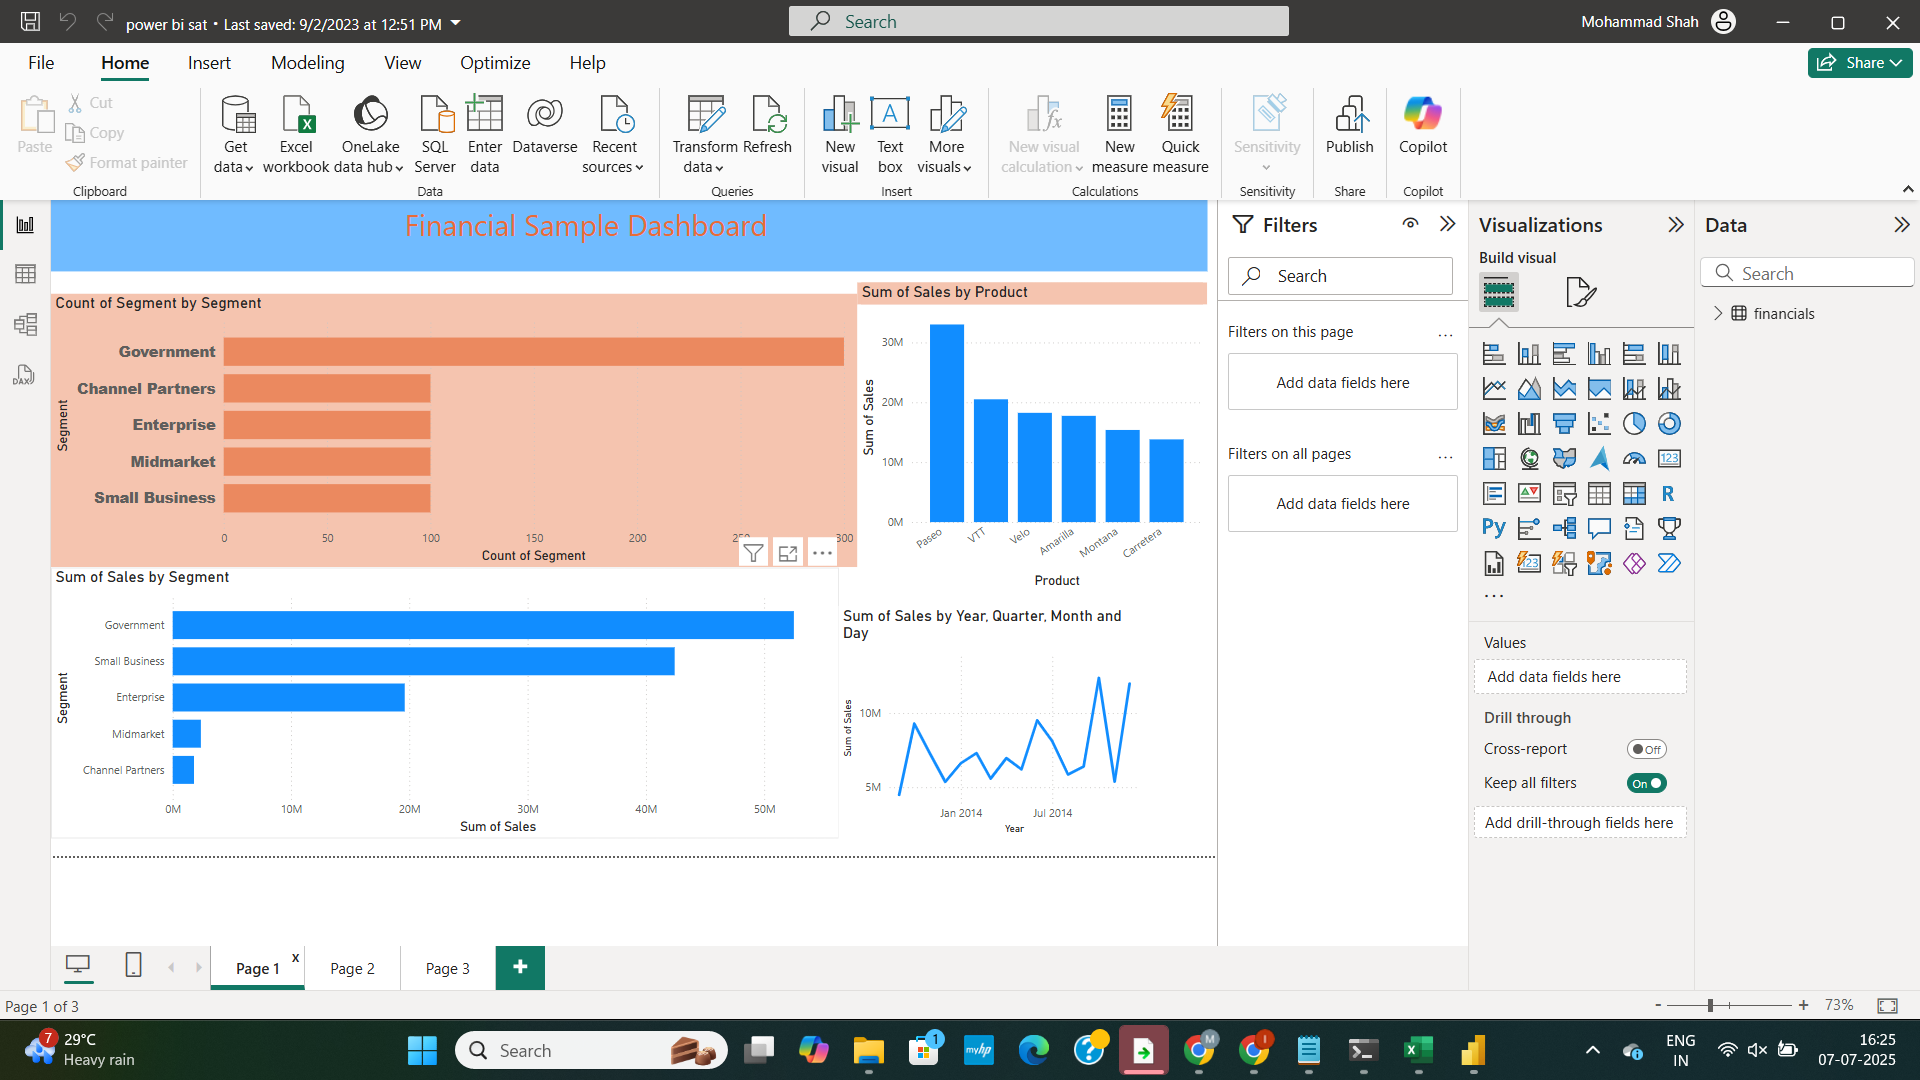 power bi sat • Last saved: 9/2/2023 at 12:51 PM
Search
Mohammad Shah
File
Home
Insert
Modeling
View
Optimize
Help
Share
Paste
Cut
Copy
Format painter
Clipboard
Get data
Excel workbook
OneLake data hub
SQL Server
Enter data
Dataverse
Recent sources
Data
Transform data
Refresh
Queries
New visual
Text box
More visuals
Insert
New visual calculation
New measure
Quick measure
Calculations
Sensitivity
Sensitivity
Publish
Share
Copilot
Copilot
Financial Sample Dashboard
Count of Segment by Segment
Segment
Government
Channel Partners
Enterprise
Midmarket
Small Business
0 50 100 150 200 300
Count of Segment
Sum of Sales by Product
Sum of Sales
30M
20M
10M
0M
Paseo VTT Velo Amarilla Montana Carretera
Product
Sum of Sales by Segment
Segment
Government
Small Business
Enterprise
Midmarket
Channel Partners
0M 10M 20M 30M 40M 50M
Sum of Sales
Sum of Sales by Year, Quarter, Month and
Day
Sum of Sales
10M
5M
Jan 2014 Jul 2014
Year
Filters
Search
Filters on this page
...
Add data fields here
Filters on all pages
...
Add data fields here
Visualizations
Build visual
123
R
Py
123
...
Values
Add data fields here
Drill through
Cross-report
Off
Keep all filters
On
Add drill-through fields here
Data
Search
financials
DAX
Page 1
x
Page 2
Page 3
+
Page 1 of 3
- + 73%
7
29°C
Heavy rain
Search
1
myhp
M
I
ENG
IN
16:25
07-07-2025